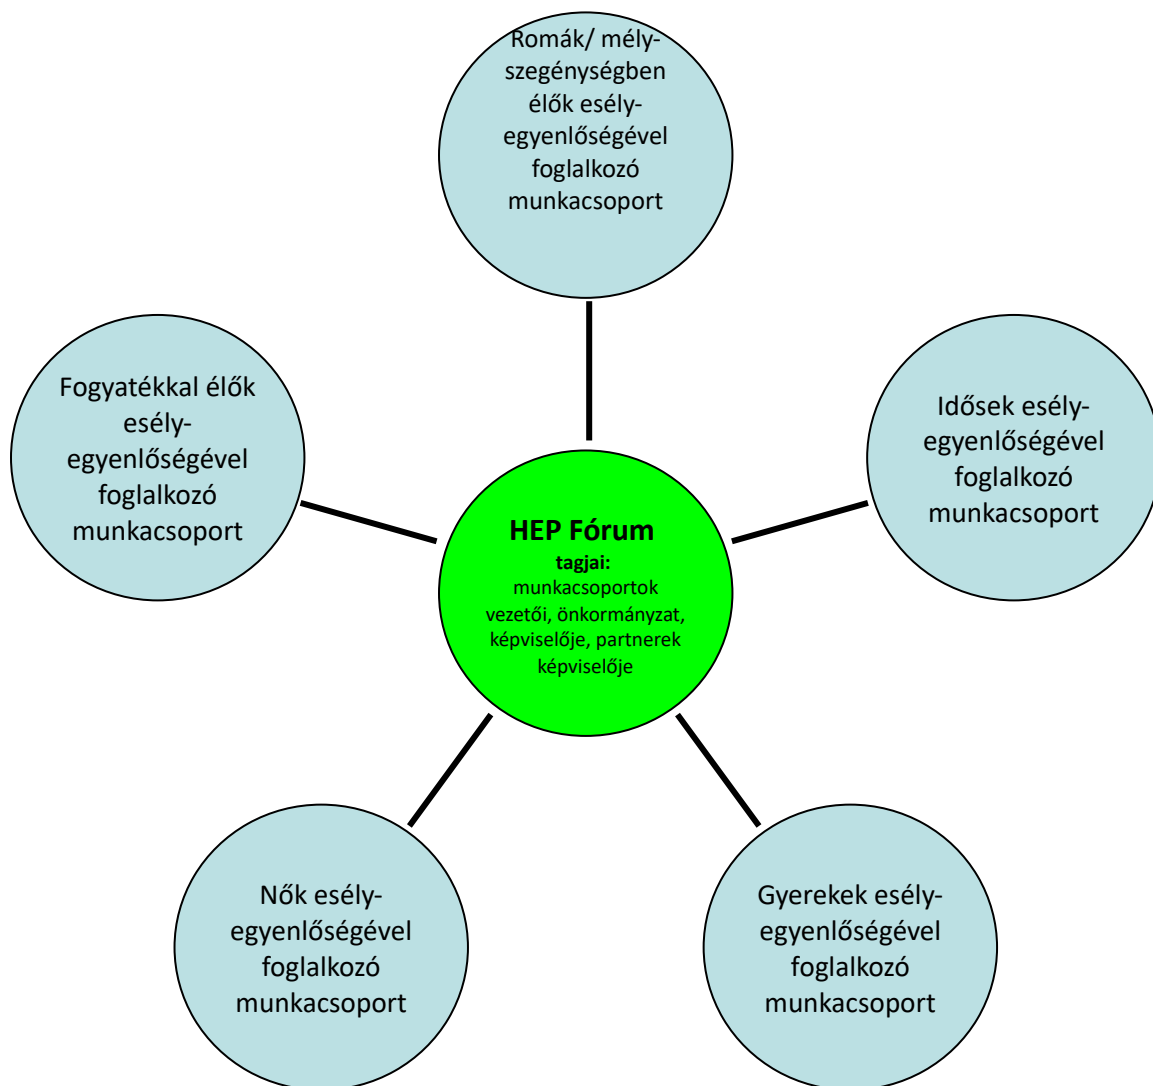 Romák/ mély-
szegénységben
élők esély-
egyenlőségével
foglalkozó
munkacsoport
Fogyatékkal élők
esély-
egyenlőségével
foglalkozó
munkacsoport
Idősek esély-
egyenlőségével
foglalkozó
munkacsoport
HEP Fórum
tagjai:
munkacsoportok
vezetői, önkormányzat,
képviselője, partnerek
képviselője
Nők esély-
egyenlőségével
foglalkozó
munkacsoport
Gyerekek esély-
egyenlőségével
foglalkozó
munkacsoport